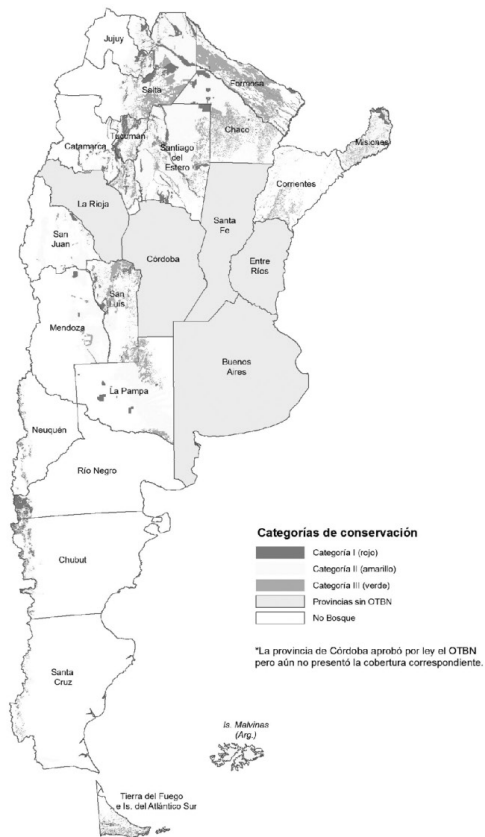 Jujuy
Salta
Formosa
Chaco
Tucumán
Catamarca
Santiago
del
Estero
Misiones
Corrientes
La Rioja
Santa
Fe
San
Juan
Córdoba
Entre
Ríos
San
Luis
Mendoza
Buenos
Aires
La Pampa
Neuquén
Río Negro
Chubut
Santa
Cruz
Categorías de conservación
Categoría I (rojo)
Categoría II (amarillo)
Categoría III (verde)
Provincias sin OTBN
No Bosque
*La provincia de Córdoba aprobó por ley el OTBN
pero aún no presentó la cobertura correspondiente.
Is. Malvinas
(Arg.)
Tierra del Fuego
e Is. del Atlántico Sur